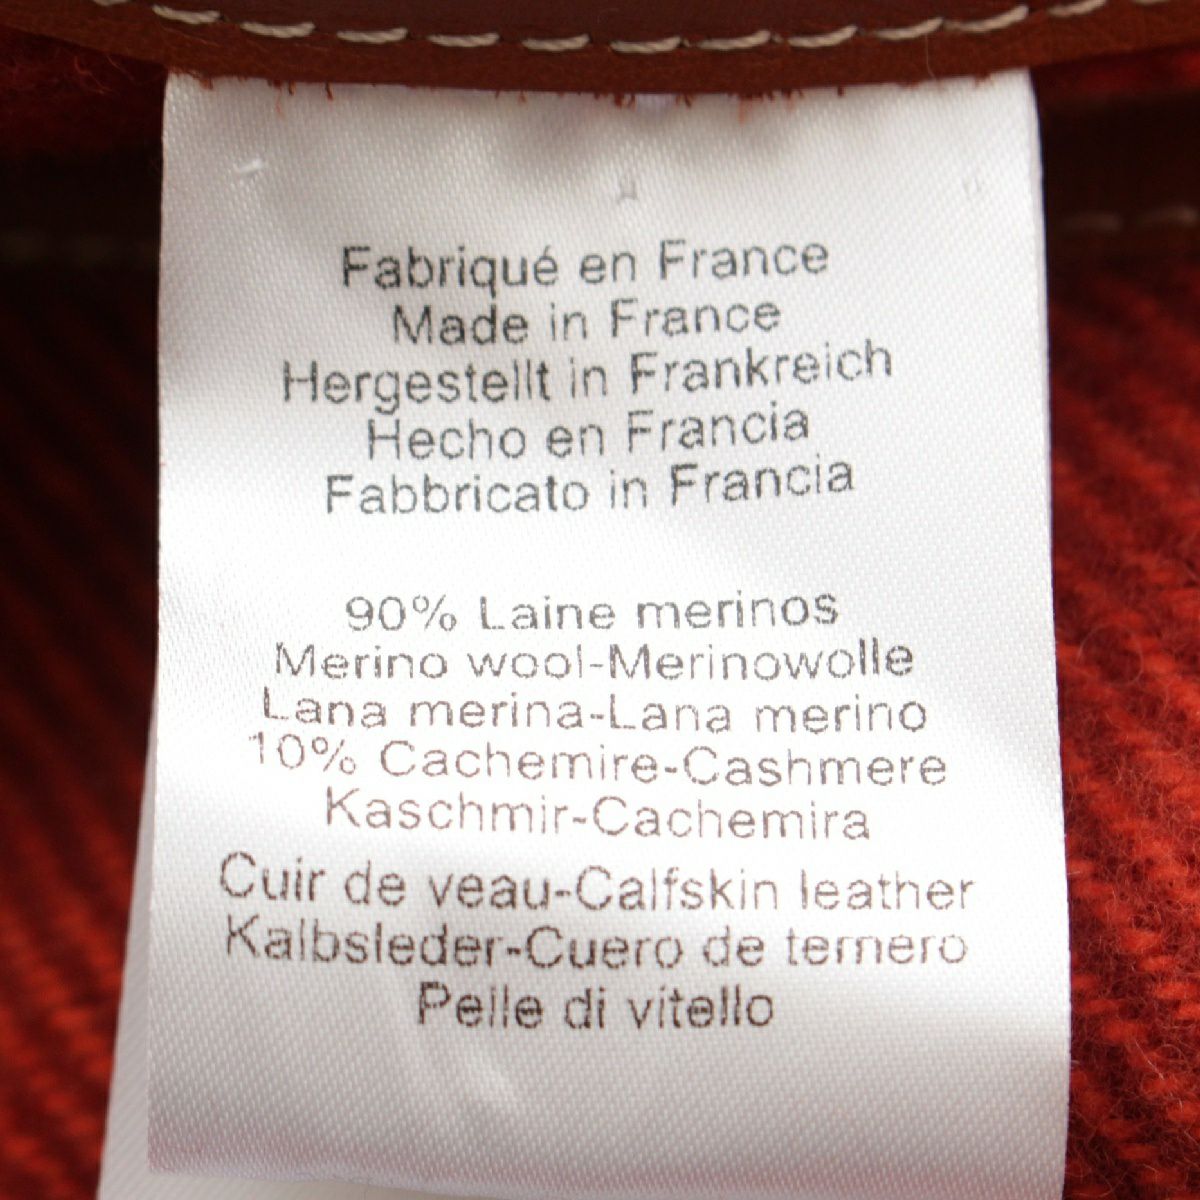 Fabriqué en France
Made in France
Hergestellt in Frankreich
Hecho en Francia
Fabbricato in Francia
90% Laine merinos
Merino wool-Merinowolle
Lana merina-Lana merino
10% Cachemire-Cashmere
Kaschmir-Cachemira
Cuir de veau-Calfskin leather
Kalbsleder-Cuero de ternero
Pelle di vitello